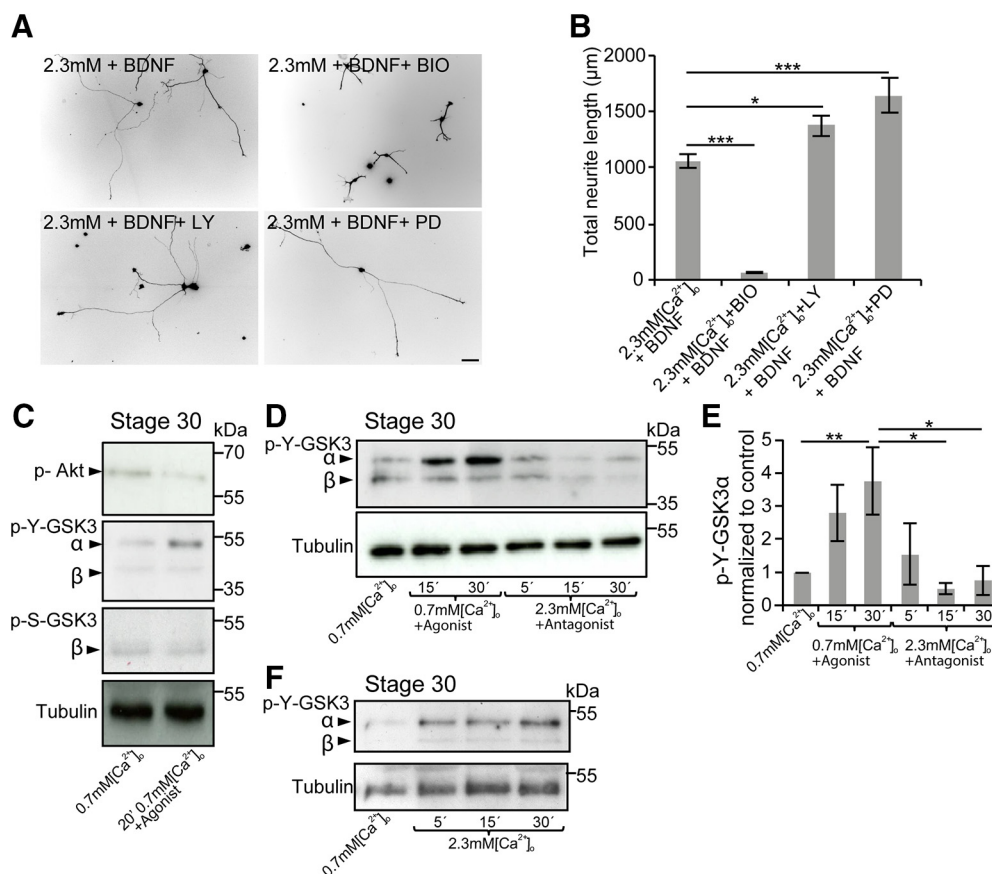 A
2.3mM + BDNF
2.3mM + BDNF+ BIO
2.3mM + BDNF+ LY
2.3mM + BDNF+ PD
B
Total neurite length (µm)
2000
1500
1000
500
0
***
*
***
2.3mM[Ca²⁺]o
+ BDNF
2.3mM[Ca²⁺]o+BIO
+ BDNF
2.3mM[Ca²⁺]o+LY
+ BDNF
2.3mM[Ca²⁺]o+PD
+ BDNF
C
Stage 30
kDa
p- Akt
70
55
p-Y-GSK3
α
β
55
35
p-S-GSK3
β
55
Tubulin
55
0.7mM[Ca²⁺]o
20' 0.7mM[Ca²⁺]o
+Agonist
D
Stage 30
kDa
p-Y-GSK3
α
β
55
35
Tubulin
55
0.7mM[Ca²⁺]o
15´ 30´ 5´ 15´ 30´
0.7mM[Ca²⁺]o 2.3mM[Ca²⁺]o
+Agonist +Antagonist
E
p-Y-GSK3α
normalized to control
5
4
3
2
1
0
*
** *
0.7mM[Ca²⁺]o
15´ 30´ 5´ 15´ 30´
0.7mM[Ca²⁺]o 2.3mM[Ca²⁺]o
+Agonist +Antagonist
F
Stage 30
kDa
p-Y-GSK3
α
β
55
Tubulin
55
0.7mM[Ca²⁺]o
5´ 15´ 30´
2.3mM[Ca²⁺]o